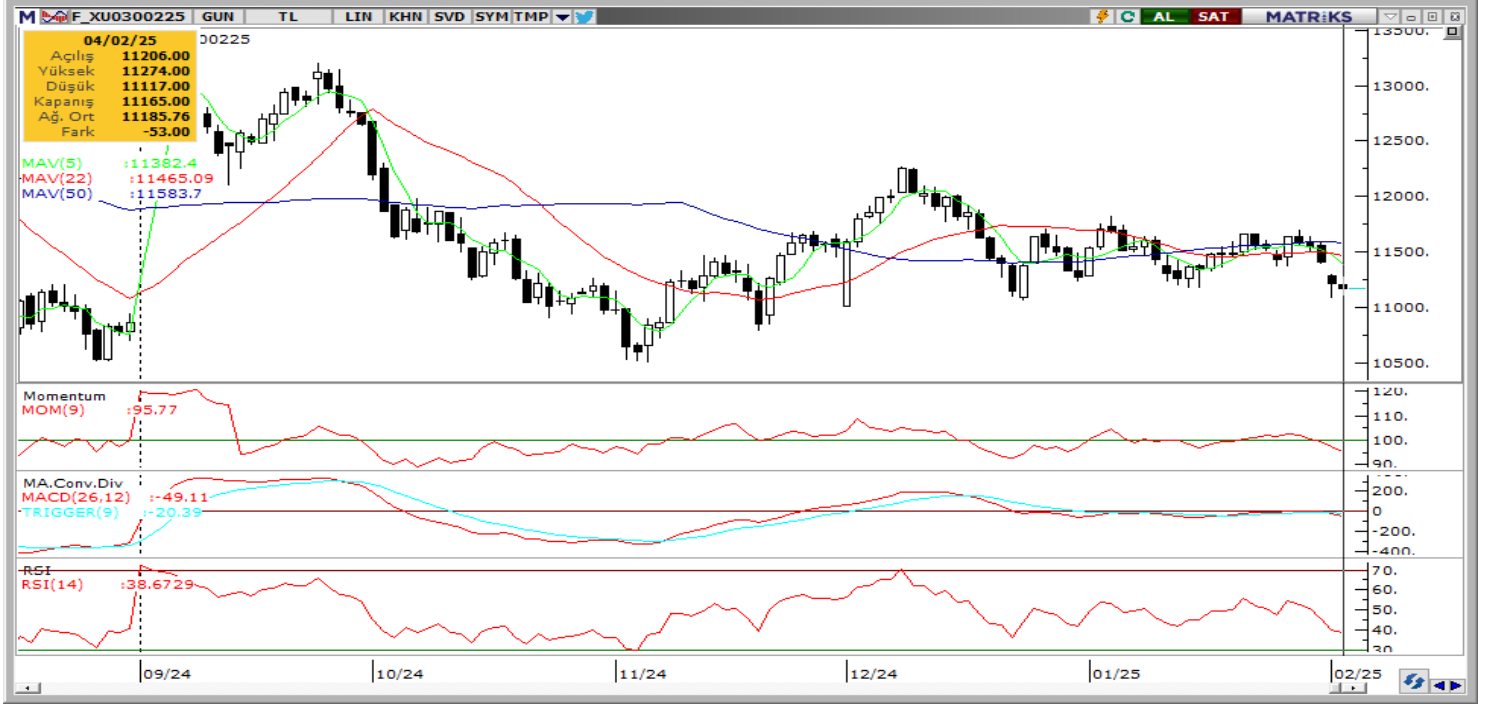 M F_XU0300225 GUN TL LIN KHN SVD SYM TMP AL SAT MATRİKS
00225
04/02/25
Açılış 11206.00
Yüksek 11274.00
Düşük 11117.00
Kapanış 11165.00
Ağ. Ort 11185.76
Fark -53.00
MAV(5) :11382.4
MAV(22) :11465.09
MAV(50) :11583.7
13500.
13000.
12500.
12000.
11500.
11000.
10500.
Momentum
MOM(9) :95.77
120.
110.
100.
90.
MA.Conv.Div
MACD(26,12) :-49.11
TRIGGER(9) :-20.39
200.
0
-200.
-400.
RSI
RSI(14) :38.6729
70.
60.
50.
40.
30
09/24 10/24 11/24 12/24 01/25 02/25